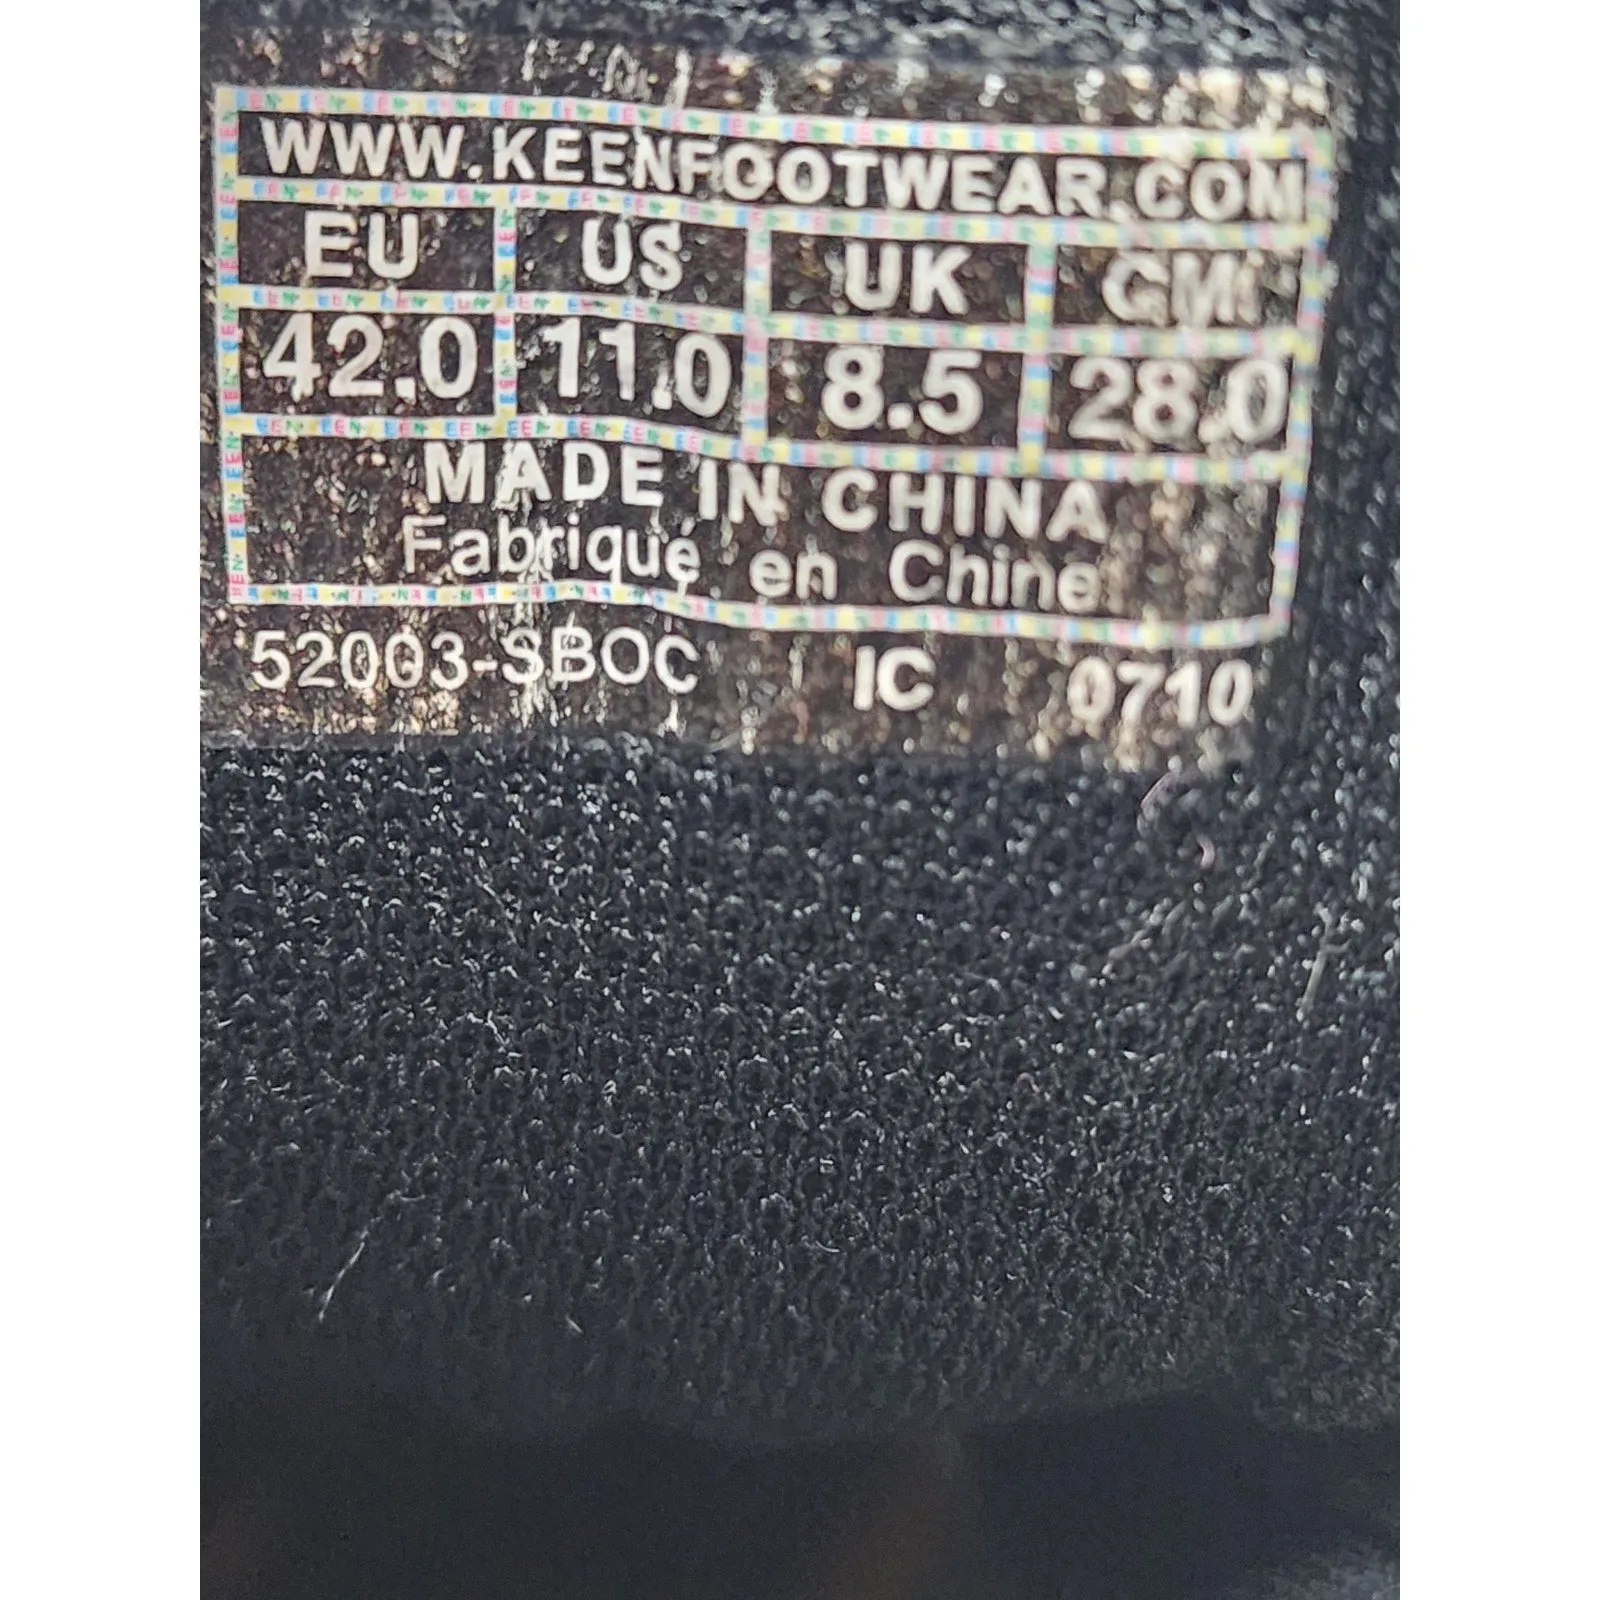 WWW.KEENFOOTWEAR.COM
EU US UK CM
42.0 11.0 8.5 28.0
MADE IN CHINA
Fabriqué en Chine
52003-SBOC IC 0710